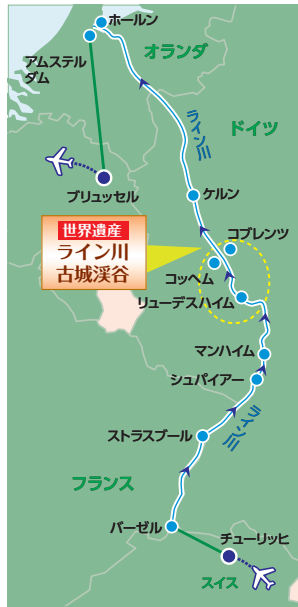 ホールン
オランダ
アムステル
ダム
ライン川
ドイツ
ブリュッセル
ケルン
世界遺産
ライン川
古城渓谷
コブレンツ
コッヘム
リューデスハイム
マンハイム
シュパイアー
ライン川
ストラスブール
フランス
バーゼル
チューリッヒ
スイス